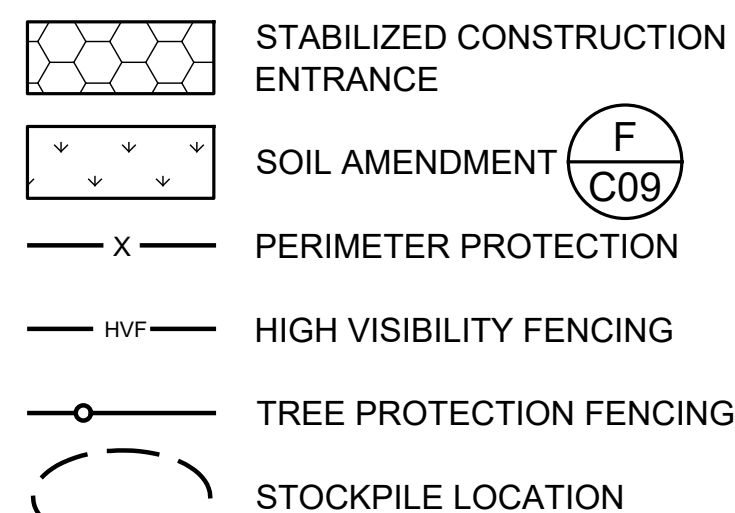 STABILIZED CONSTRUCTION
ENTRANCE
SOIL AMENDMENT
F
C09
X
PERIMETER PROTECTION
HVF
HIGH VISIBILITY FENCING
TREE PROTECTION FENCING
STOCKPILE LOCATION